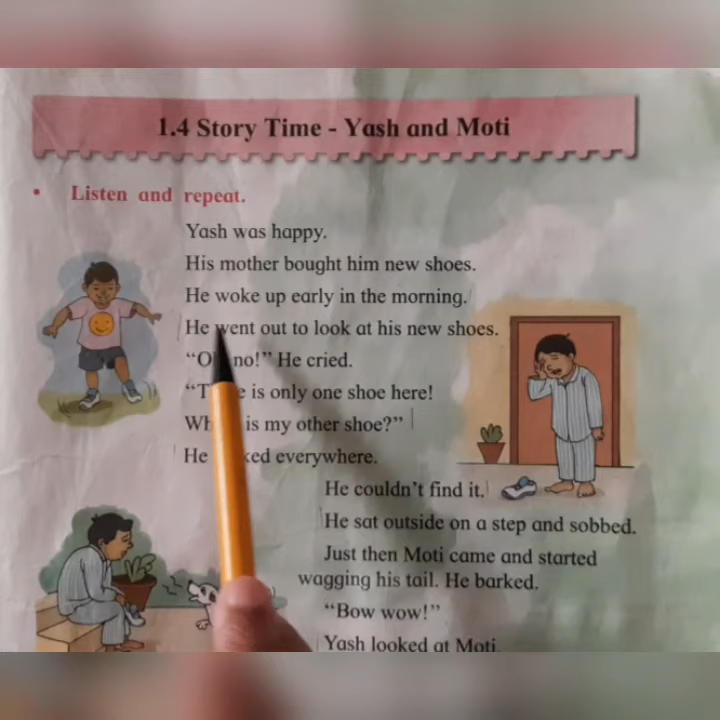 1.4 Story Time - Yash and Moti
• Listen and repeat.
Yash was happy.
His mother bought him new shoes.
He woke up early in the morning.
He went out to look at his new shoes.
“O no!” He cried.
“T e is only one shoe here!
Wh is my other shoe?”
He ked everywhere.
He couldn’t find it.
He sat outside on a step and sobbed.
Just then Moti came and started
wagging his tail. He barked.
“Bow wow!”
Yash looked at Moti